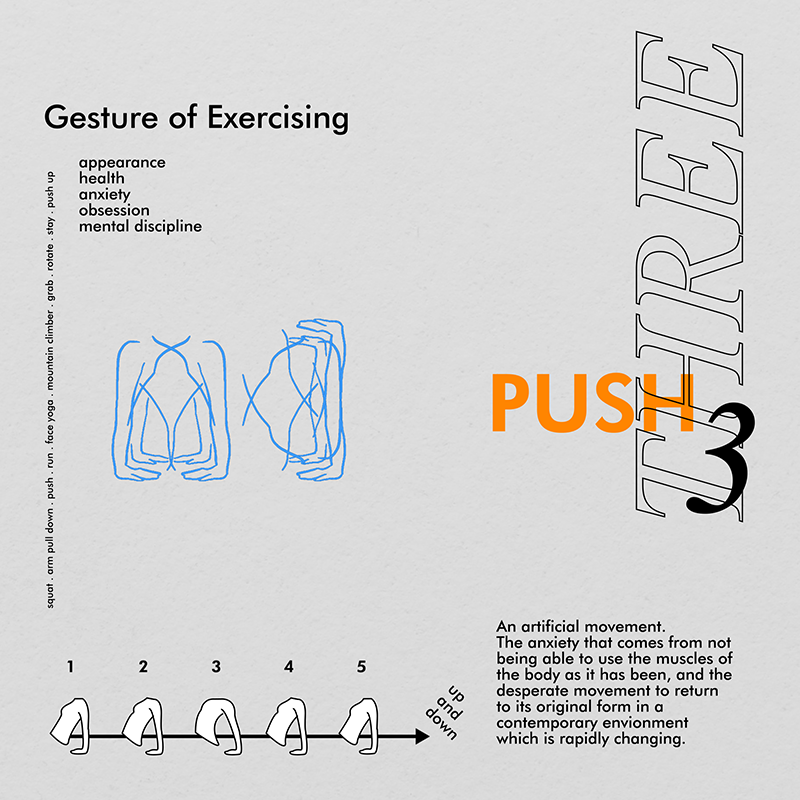 Gesture of Exercising
appearance
health
anxiety
obsession
mental discipline
squat . arm pull down . push . run . face yoga . mountain climber . grab . rotate . stay . push up
THREE
PUSH
3
1 2 3 4 5
up
and
down
An artificial movement.
The anxiety that comes from not
being able to use the muscles of
the body as it has been, and the
desperate movement to return
to its original form in a
contemporary envionment
which is rapidly changing.